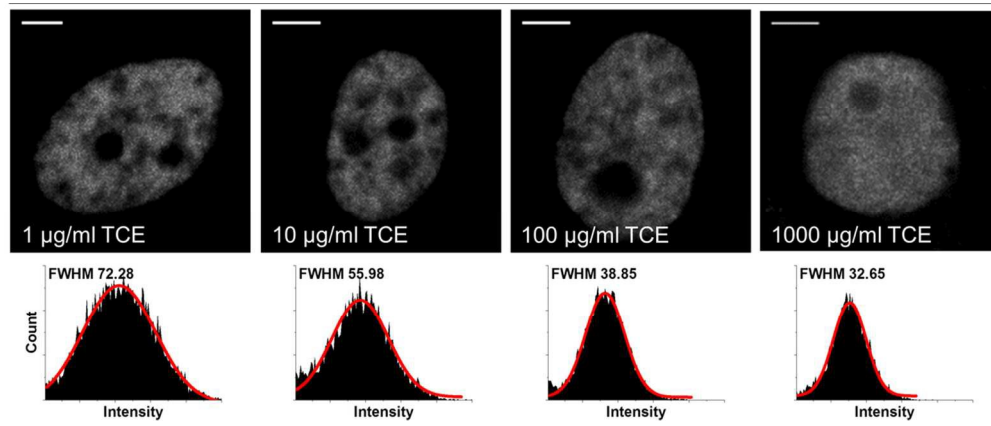 1 µg/ml TCE
10 µg/ml TCE
100 µg/ml TCE
1000 µg/ml TCE
FWHM 72.28
FWHM 55.98
FWHM 38.85
FWHM 32.65
Count
Intensity
Intensity
Intensity
Intensity